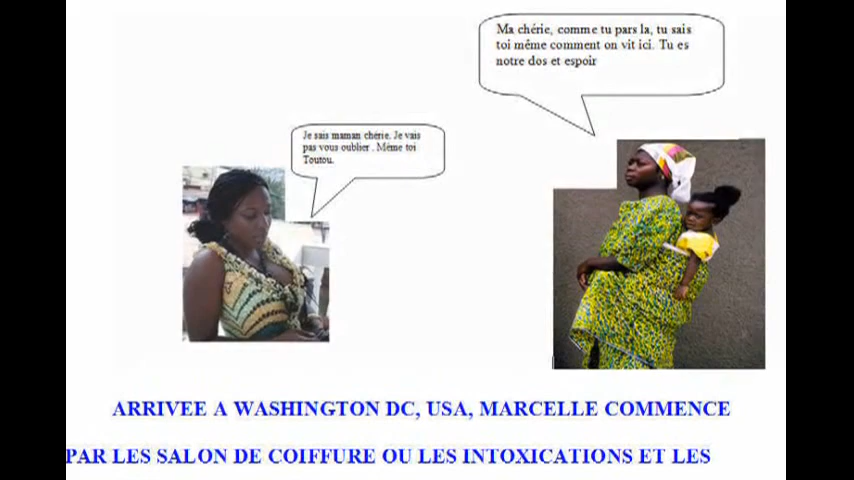 Ma chérie, comme tu pars la, tu sais
toi même comment on vit ici. Tu es
notre dos et espoir
Je sais maman chérie. Je vais
pas vous oublier . Même toi
Toutou.
ARRIVEE A WASHINGTON DC, USA, MARCELLE COMMENCE
PAR LES SALON DE COIFFURE OU LES INTOXICATIONS ET LES